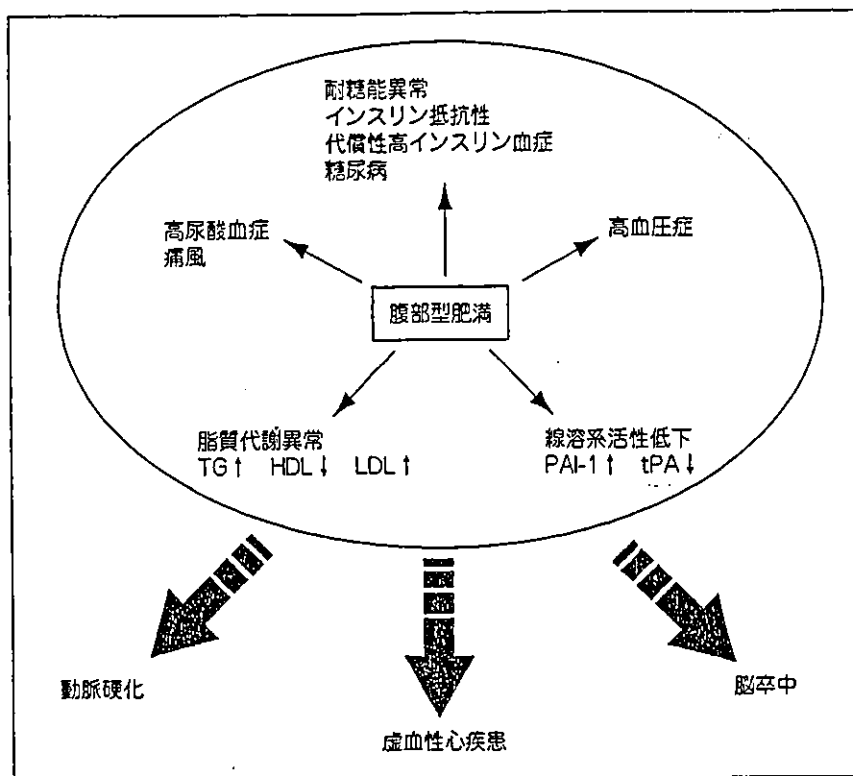 耐糖能異常
インスリン抵抗性
代償性高インスリン血症
糖尿病
高尿酸血症
痛風
高血圧症
腹部型肥満
脂質代謝異常
TG↑ HDL↓ LDL↑
線溶系活性低下
PAI-1↑ tPA↓
動脈硬化
虚血性心疾患
脳卒中